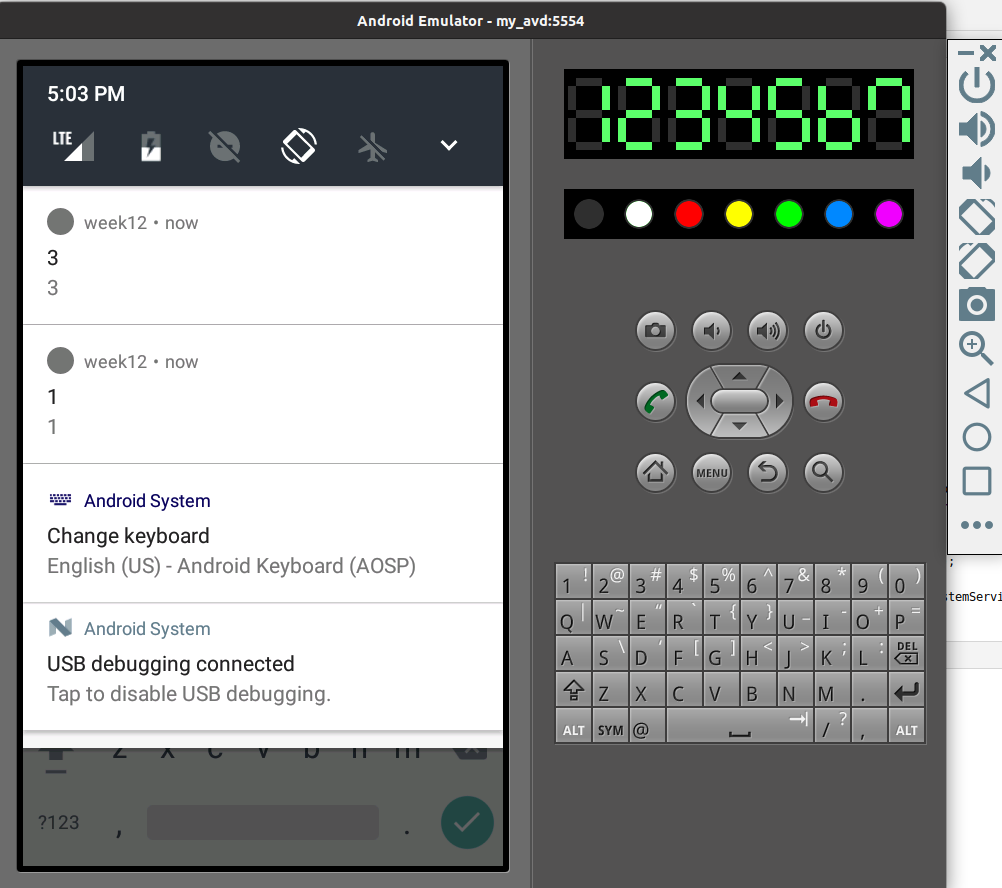 Android Emulator - my_avd:5554
5:03 PM
LTE
week12 • now
3
3
week12 • now
1
1
Android System
Change keyboard
English (US) - Android Keyboard (AOSP)
Android System
USB debugging connected
Tap to disable USB debugging.
z x c v b n m
?123 , .
1234567
MENU
1 ! 2 @ 3 # 4 $ 5 % 6 ^ 7 & 8 * 9 ( 0 )
Q | W ~ E “ R ` T { Y } U _ I - O + P =
A S \ D ' F [ G ] H < J > K ; L : DEL
Z X C V B N M .
ALT SYM @ / ? , ALT
;
stemServi